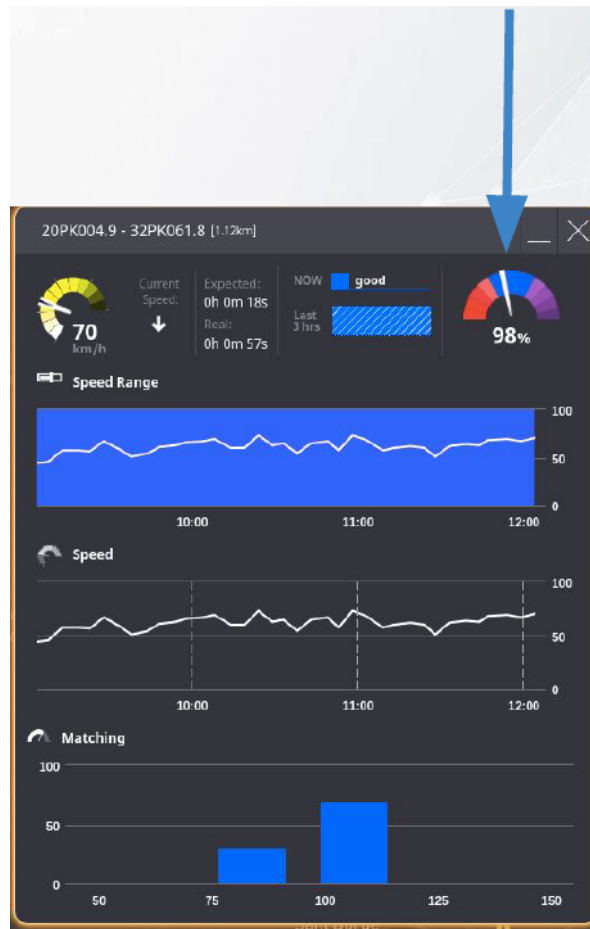 20PK004.9 - 32PK061.8 [1.12km]
70
km/h
Current
Speed:
Expected:
0h 0m 18s
Real:
0h 0m 57s
NOW good
Last
3 hrs
98%
Speed Range
100
50
0
10:00 11:00 12:00
Speed
100
50
0
10:00 11:00 12:00
Matching
100
50
0
50 75 100 125 150